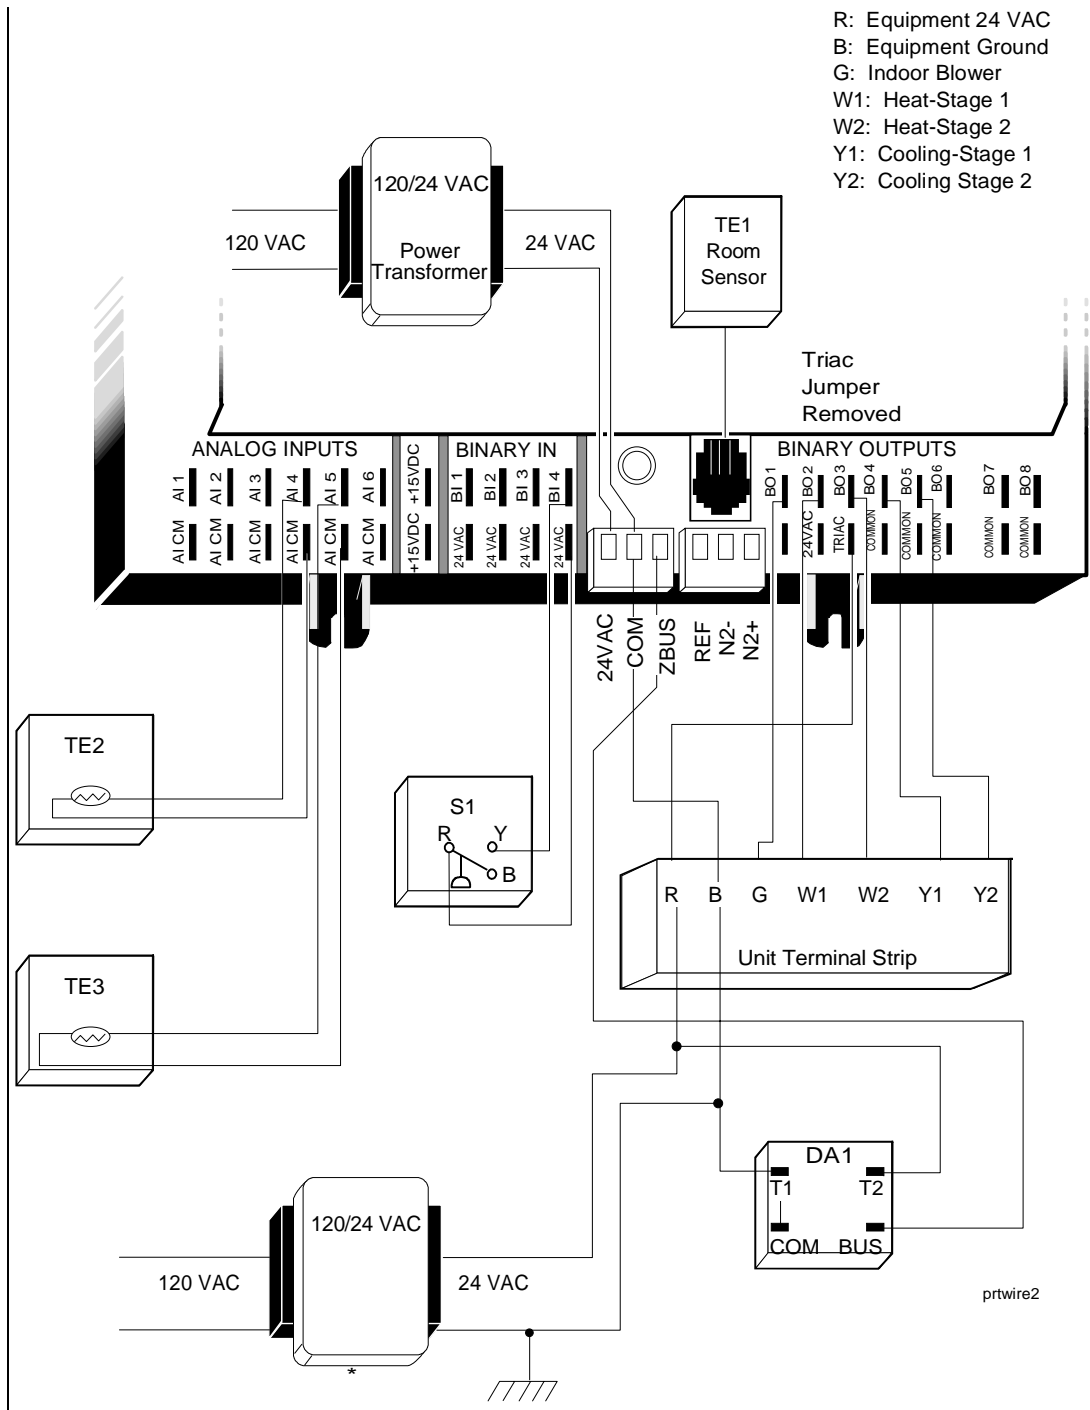 R: Equipment 24 VAC
B: Equipment Ground
G: Indoor Blower
W1: Heat-Stage 1
W2: Heat-Stage 2
Y1: Cooling-Stage 1
Y2: Cooling Stage 2
120/24 VAC
120 VAC
Power
Transformer
24 VAC
TE1
Room
Sensor
Triac
Jumper
Removed
ANALOG INPUTS
BINARY IN
BINARY OUTPUTS
AI 1
AI 2
AI 3
AI 4
AI 5
AI 6
+15VDC
BI 1
BI 2
BI 3
BI 4
BO 1
BO 2
BO 3
BO 4
BO 5
BO 6
BO 7
BO 8
AI CM
AI CM
AI CM
AI CM
AI CM
AI CM
+15VDC
24 VAC
24 VAC
24 VAC
24 VAC
24VAC
TRIAC
COMMON
COMMON
COMMON
COMMON
COMMON
24VAC
COM
ZBUS
REF
N2-
N2+
TE2
S1
R
Y
B
R B G W1 W2 Y1 Y2
Unit Terminal Strip
TE3
DA1
T1 T2
COM BUS
120/24 VAC
120 VAC
24 VAC
*
prtwire2